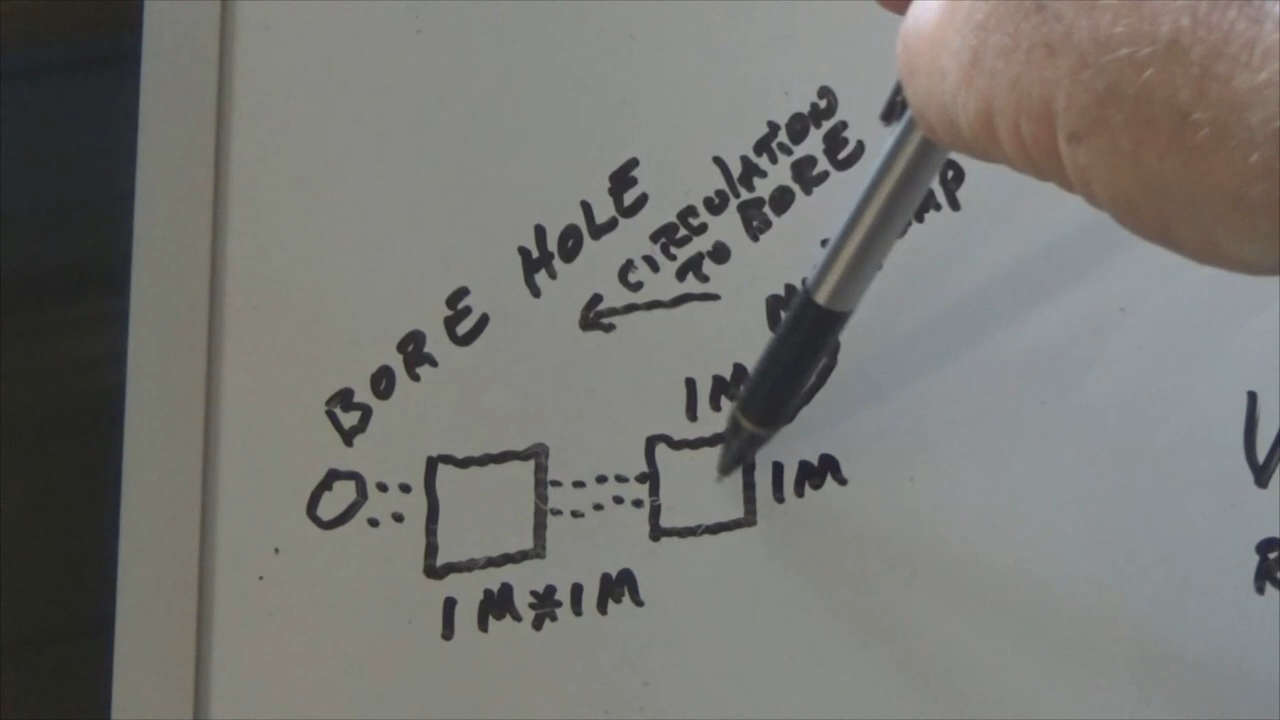 BORE HOLE
CIRCULATION
TO BORE
1M
1M
1M*1M